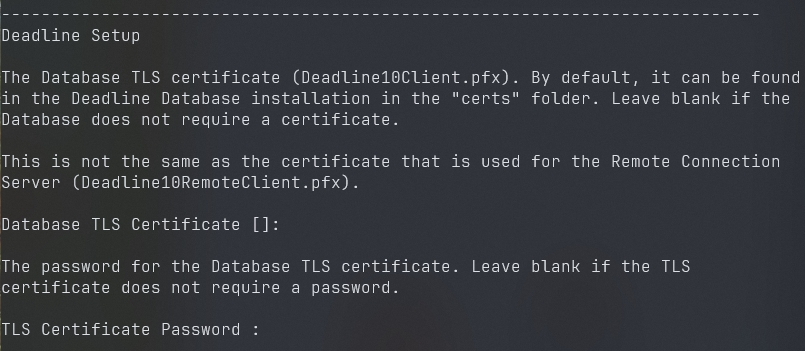 --------------------------------------------------------------------------------
Deadline Setup
The Database TLS certificate (Deadline10Client.pfx). By default, it can be found
in the Deadline Database installation in the "certs" folder. Leave blank if the
Database does not require a certificate.
This is not the same as the certificate that is used for the Remote Connection
Server (Deadline10RemoteClient.pfx).
Database TLS Certificate []:
The password for the Database TLS certificate. Leave blank if the TLS
certificate does not require a password.
TLS Certificate Password :